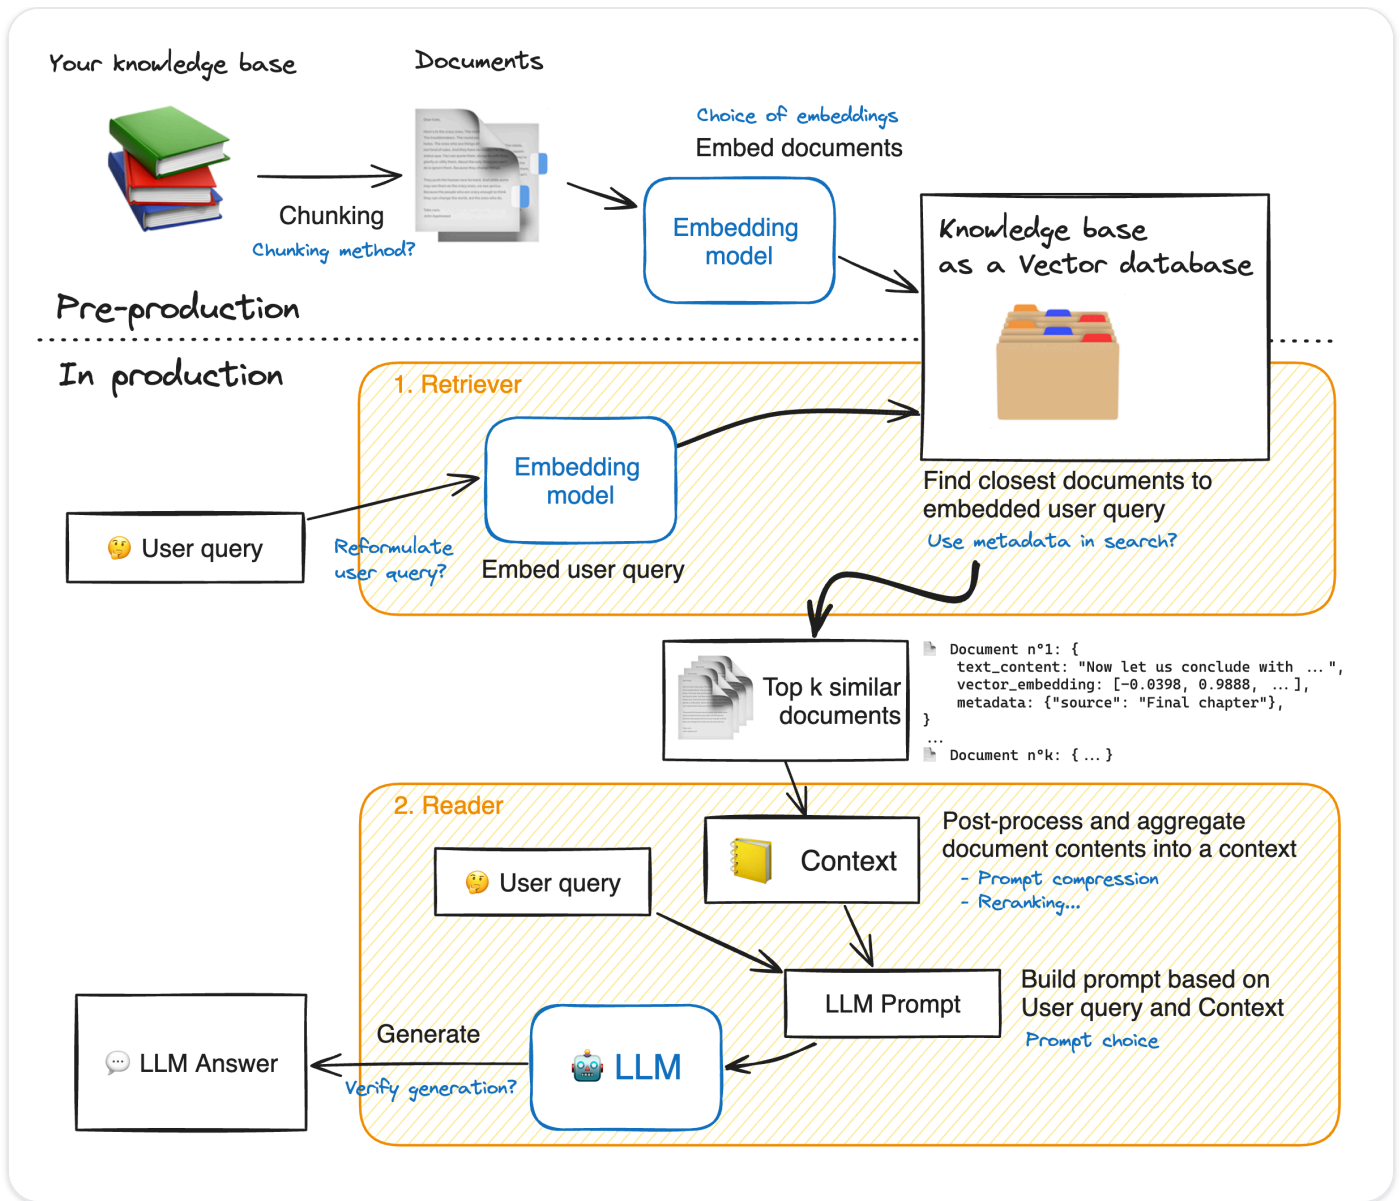 Your knowledge base
Documents
Chunking
Chunking method?
Choice of embeddings
Embed documents
Embedding
model
Knowledge base
as a Vector database
Pre-production
In production
1. Retriever
Embedding
model
🤔 User query
Reformulate
user query?
Embed user query
Find closest documents to
embedded user query
Use metadata in search?
Top k similar
documents
Document n°1: {
text_content: "Now let us conclude with ...",
vector_embedding: [-0.0398, 0.9888, ...],
metadata: {"source": "Final chapter"},
}
...
Document n°k: {...}
2. Reader
🤔 User query
Context
Post-process and aggregate
document contents into a context
- Prompt compression
- Reranking...
LLM Prompt
Build prompt based on
User query and Context
Prompt choice
🤖 LLM
Generate
Verify generation?
💬 LLM Answer